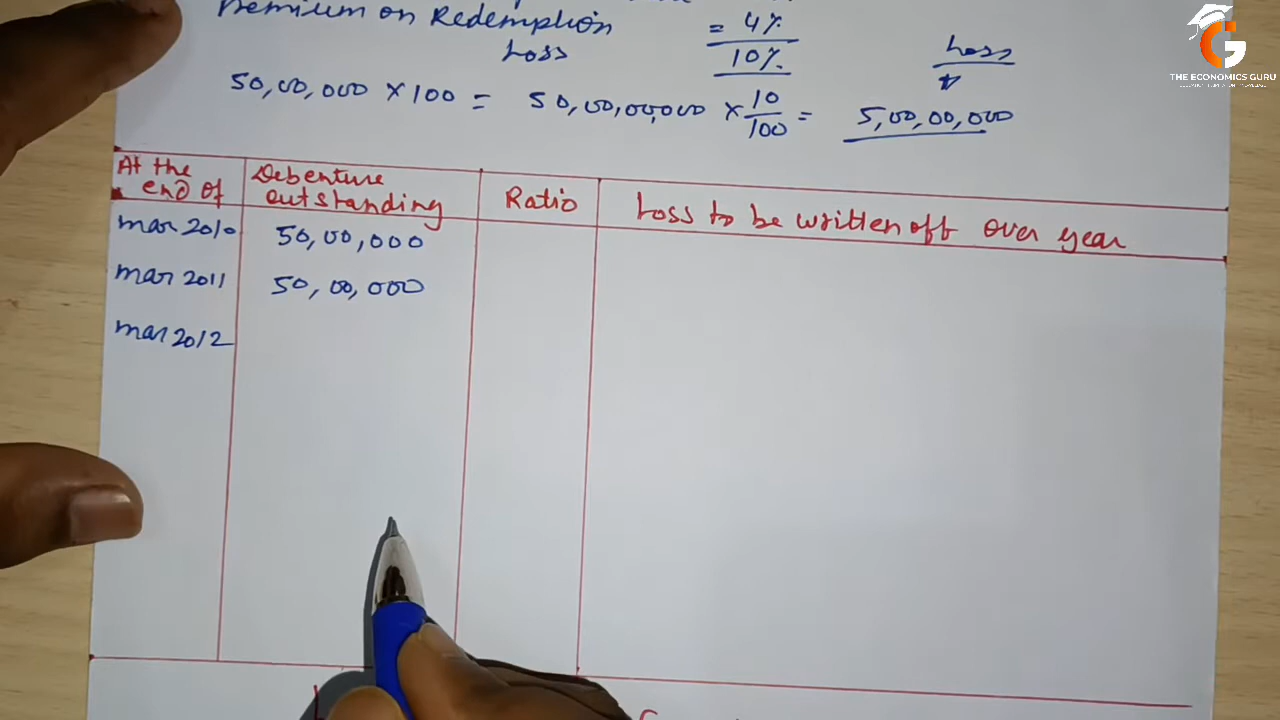 Premium on Redemption = 4%
Loss 10% Loss
50,00,000 × 100 = 50,00,00,000 × 10/100 = 5,00,00,000
At the end of
Debenture outstanding
Ratio
Loss to be written off over year
mar 2010 50,00,000
mar 2011 50,00,000
mar 2012
THE ECONOMICS GURU